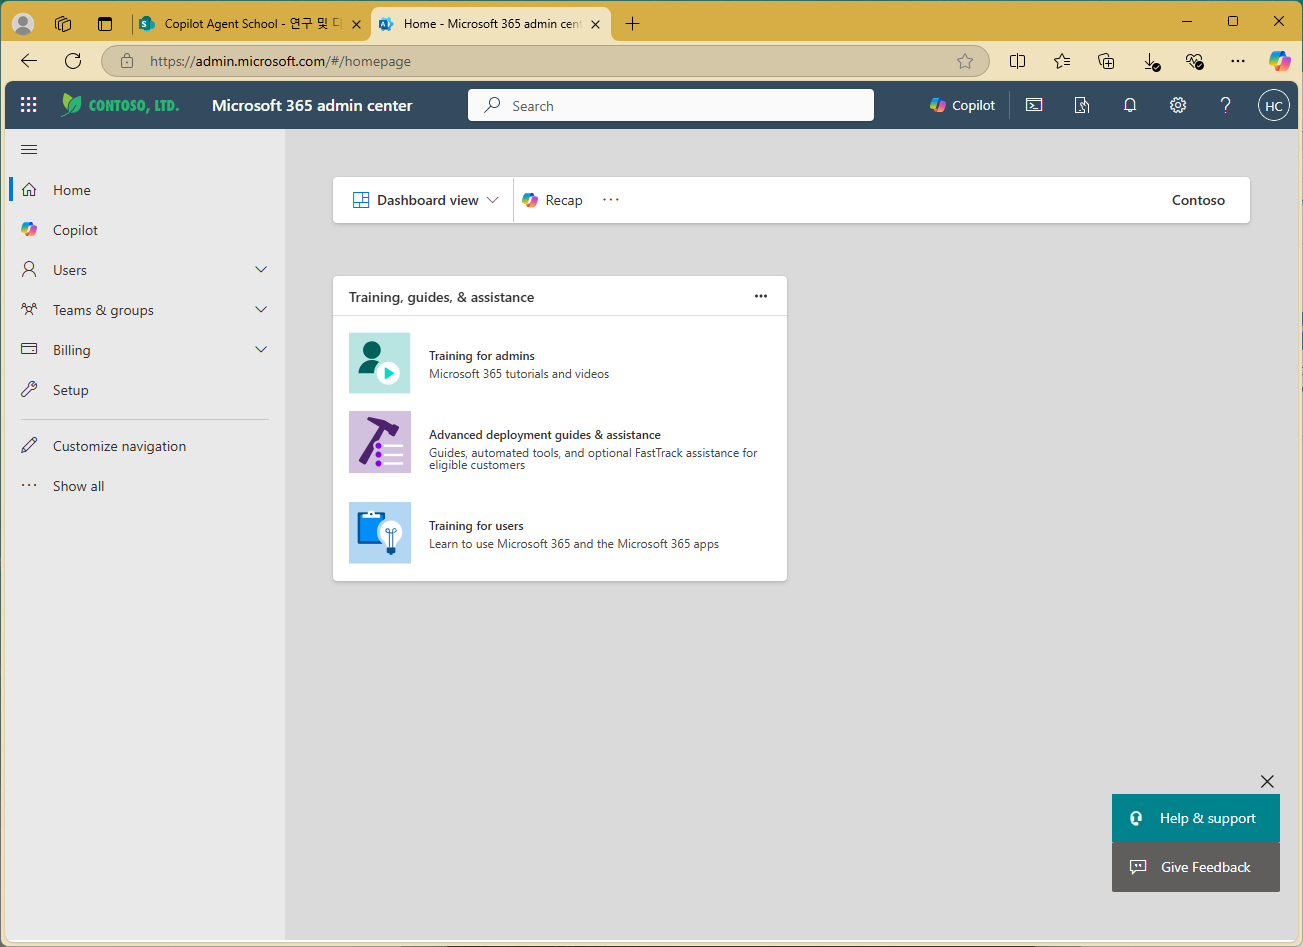 Copilot Agent School - 연구 및
Home - Microsoft 365 admin cent
https://admin.microsoft.com/#/homepage
CONTOSO, LTD.
Microsoft 365 admin center
Search
Copilot
HC
Home
Copilot
Users
Teams & groups
Billing
Setup
Customize navigation
Show all
Dashboard view
Recap
Contoso
Training, guides, & assistance
Training for admins
Microsoft 365 tutorials and videos
Advanced deployment guides & assistance
Guides, automated tools, and optional FastTrack assistance for
eligible customers
Training for users
Learn to use Microsoft 365 and the Microsoft 365 apps
Help & support
Give Feedback